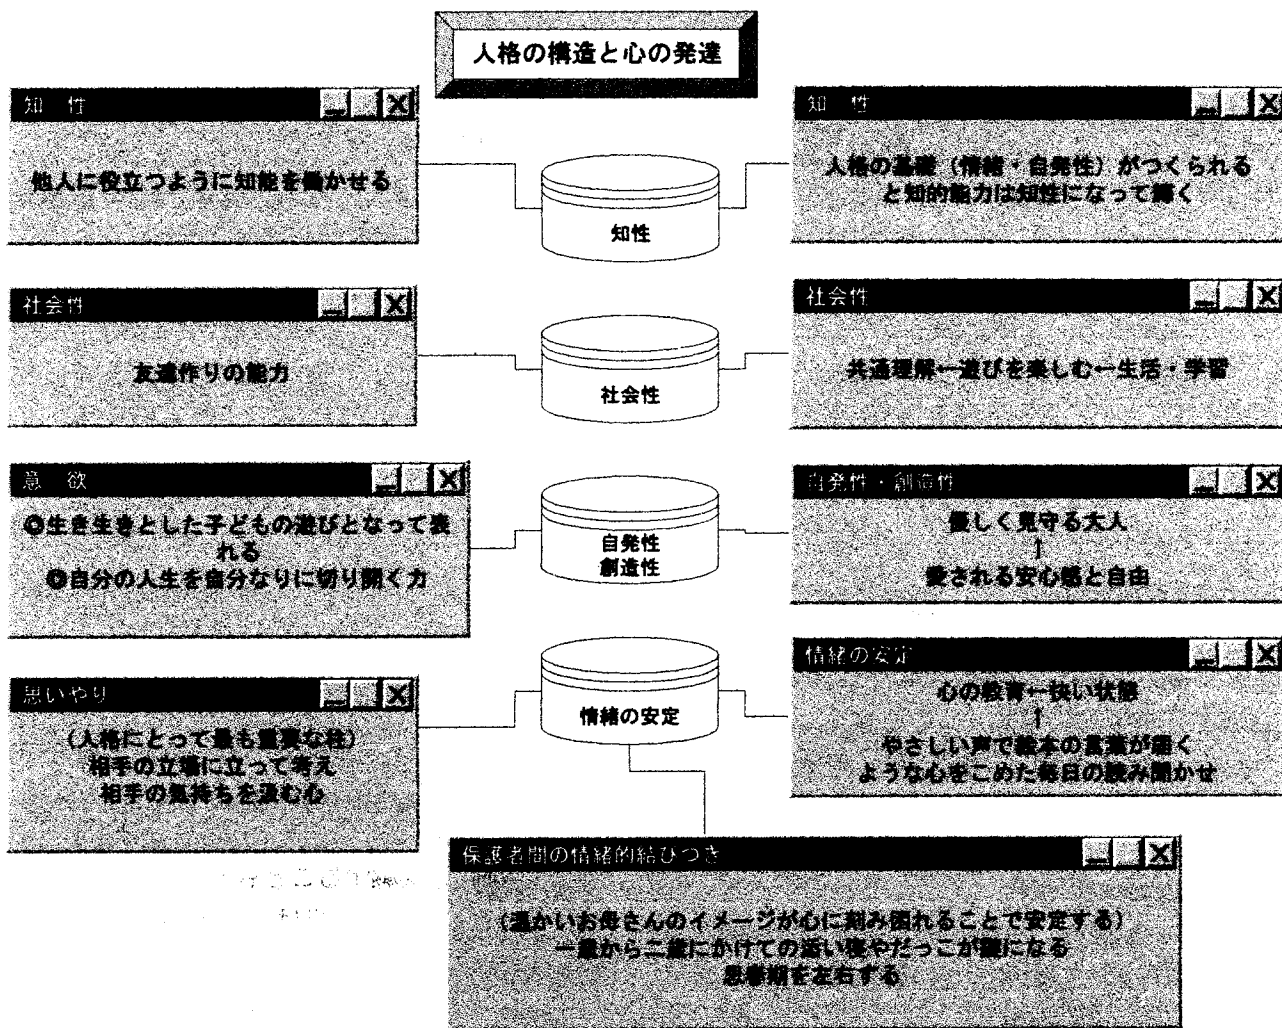 人格の構造と心の発達
知 性
他人に役立つように知能を働かせる
知性
知 性
人格の基礎（情緒・自発性）がつくられる
と知的能力は知性になって輝く
社会性
友達作りの能力
社会性
社会性
共通理解←遊びを楽しむ←生活・学習
意 欲
◎生き生きとした子どもの遊びとなって表
れる
◎自分の人生を自分なりに切り開く力
自発性
創造性
自発性・創造性
優しく見守る大人
↑
愛される安心感と自由
思いやり
（人格にとって最も重要な柱）
相手の立場に立って考え
相手の気持ちを汲む心
情緒の安定
情緒の安定
心の教育←快い状態
↑
やさしい声で絵本の言葉が届く
ような心をこめた毎日の読み聞かせ
保護者間の情緒的結びつき
（温かいお母さんのイメージが心に刻み囲れることで安定する）
一歳から二歳にかけての添い寝やだっこが鍵になる
思春期を左右する